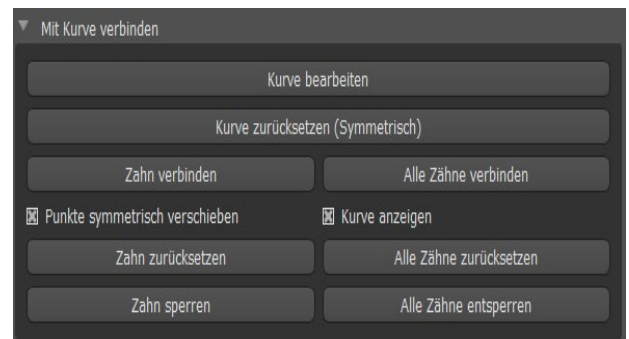 Mit Kurve verbinden
Kurve bearbeiten
Kurve zurücksetzen (Symmetrisch)
Zahn verbinden
Alle Zähne verbinden
Punkte symmetrisch verschieben
Kurve anzeigen
Zahn zurücksetzen
Alle Zähne zurücksetzen
Zahn sperren
Alle Zähne entsperren